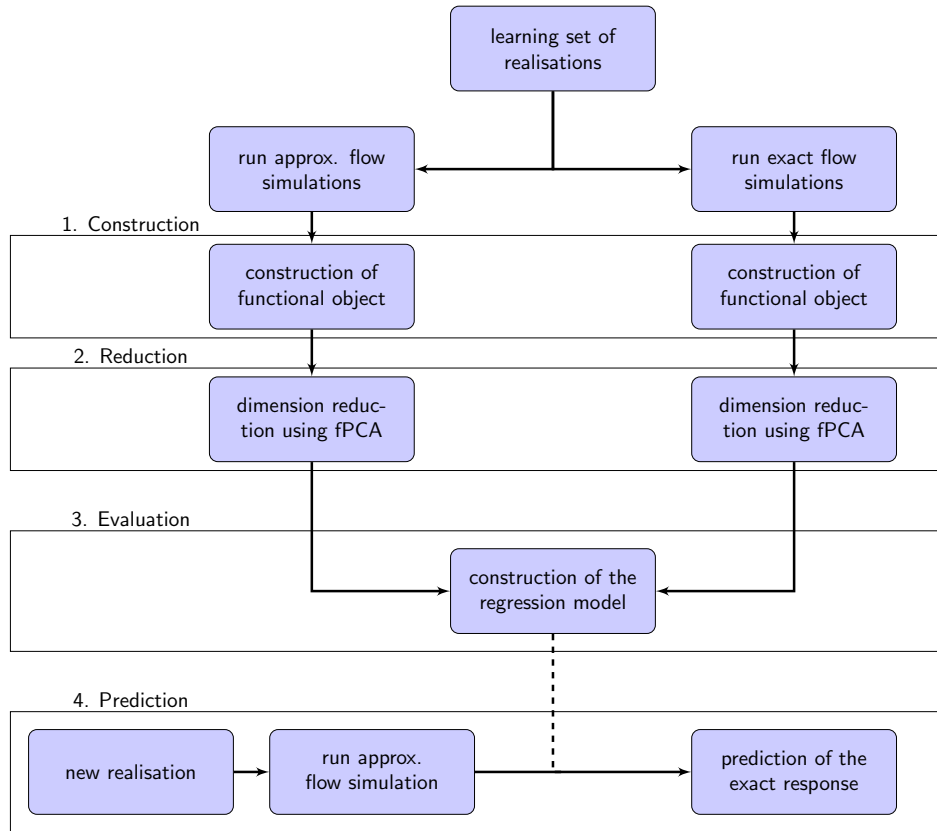 learning set of
realisations
run approx. flow
simulations
run exact flow
simulations
1. Construction
construction of
functional object
construction of
functional object
2. Reduction
dimension reduc-
tion using fPCA
dimension reduc-
tion using fPCA
3. Evaluation
construction of the
regression model
4. Prediction
new realisation
run approx.
flow simulation
prediction of the
exact response